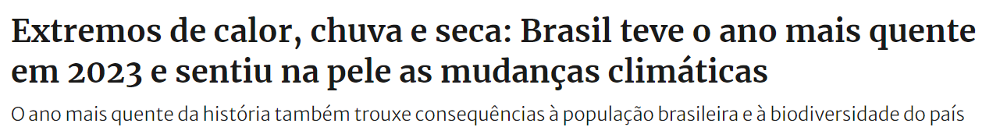 Extremos de calor, chuva e seca: Brasil teve o ano mais quente
em 2023 e sentiu na pele as mudanças climáticas
O ano mais quente da história também trouxe consequências à população brasileira e à biodiversidade do país